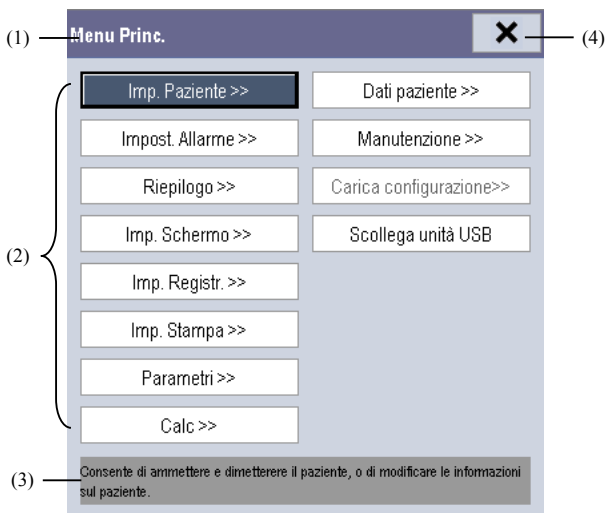 (1)
Menu Princ.
(4)
Imp. Paziente >>
Dati paziente >>
Impost. Allarme >>
Manutenzione >>
Riepilogo >>
Carica configurazione>>
Imp. Schermo >>
Scollega unità USB
(2)
Imp. Registr. >>
Imp. Stampa >>
Parametri >>
Calc >>
(3)
Consente di ammettere e dimetterere il paziente, o di modificare le informazioni
sul paziente.